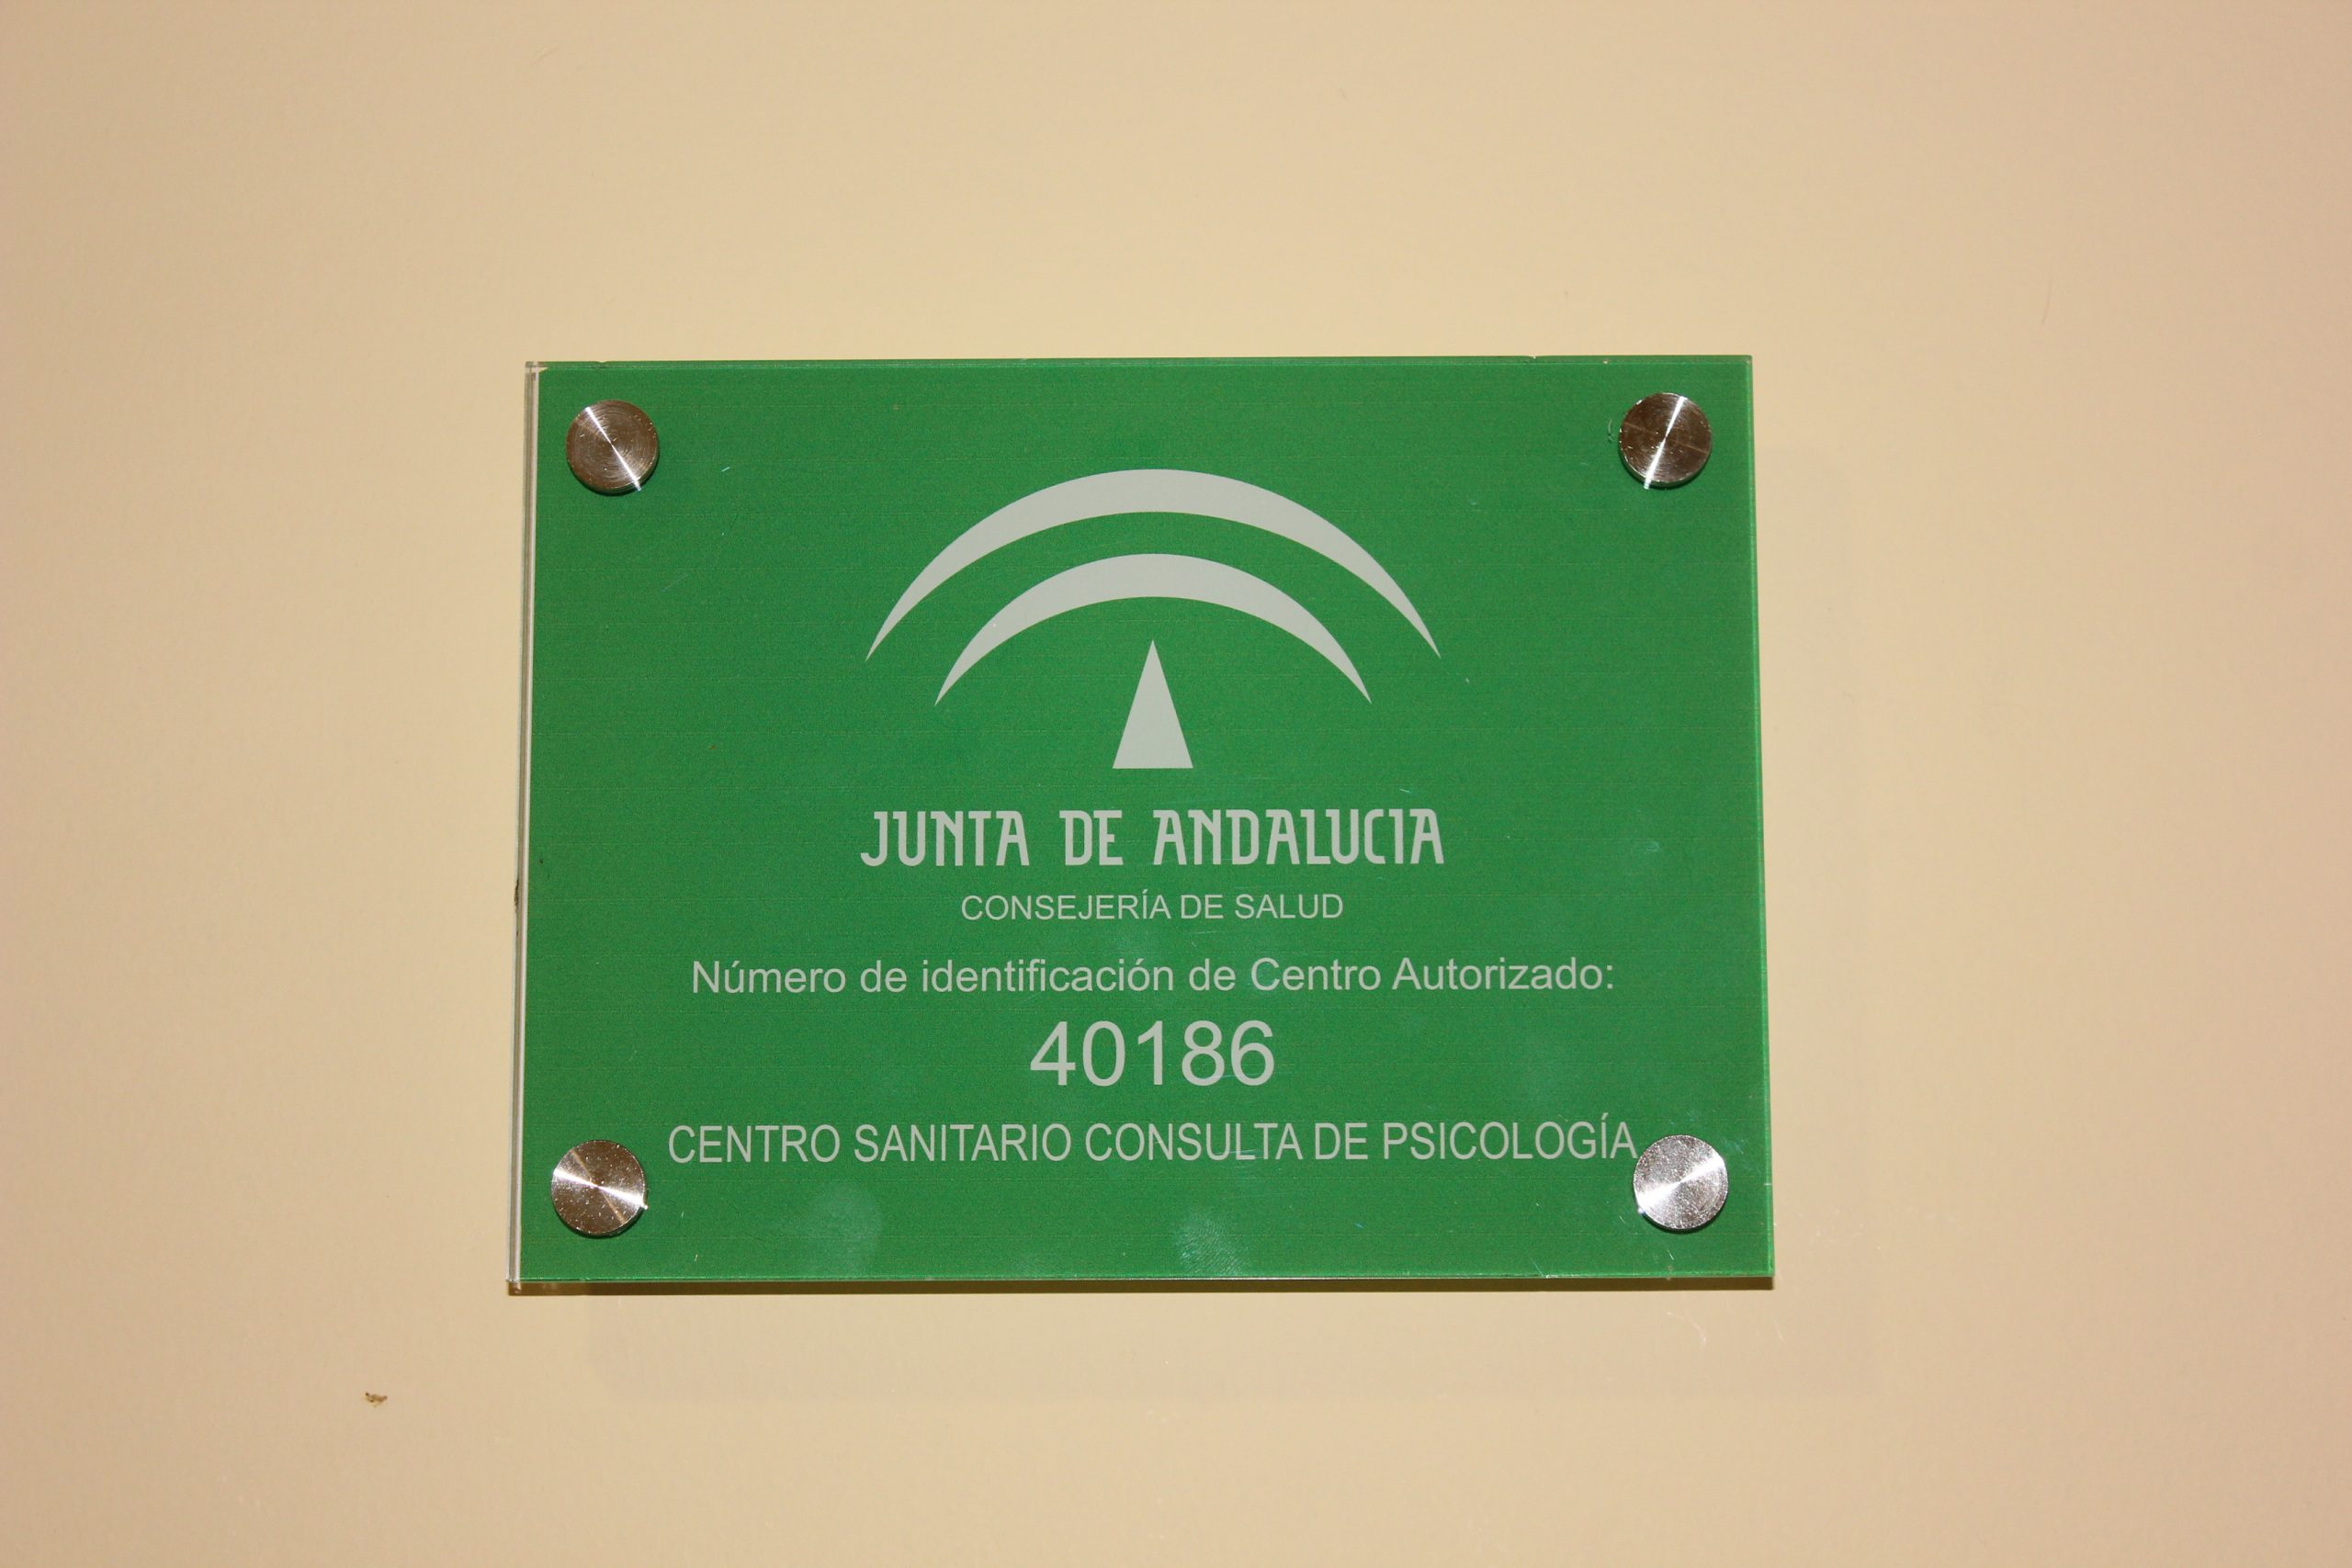 JUNTA DE ANDALUCIA
CONSEJERÍA DE SALUD
Número de identificación de Centro Autorizado:
40186
CENTRO SANITARIO CONSULTA DE PSICOLOGÍA